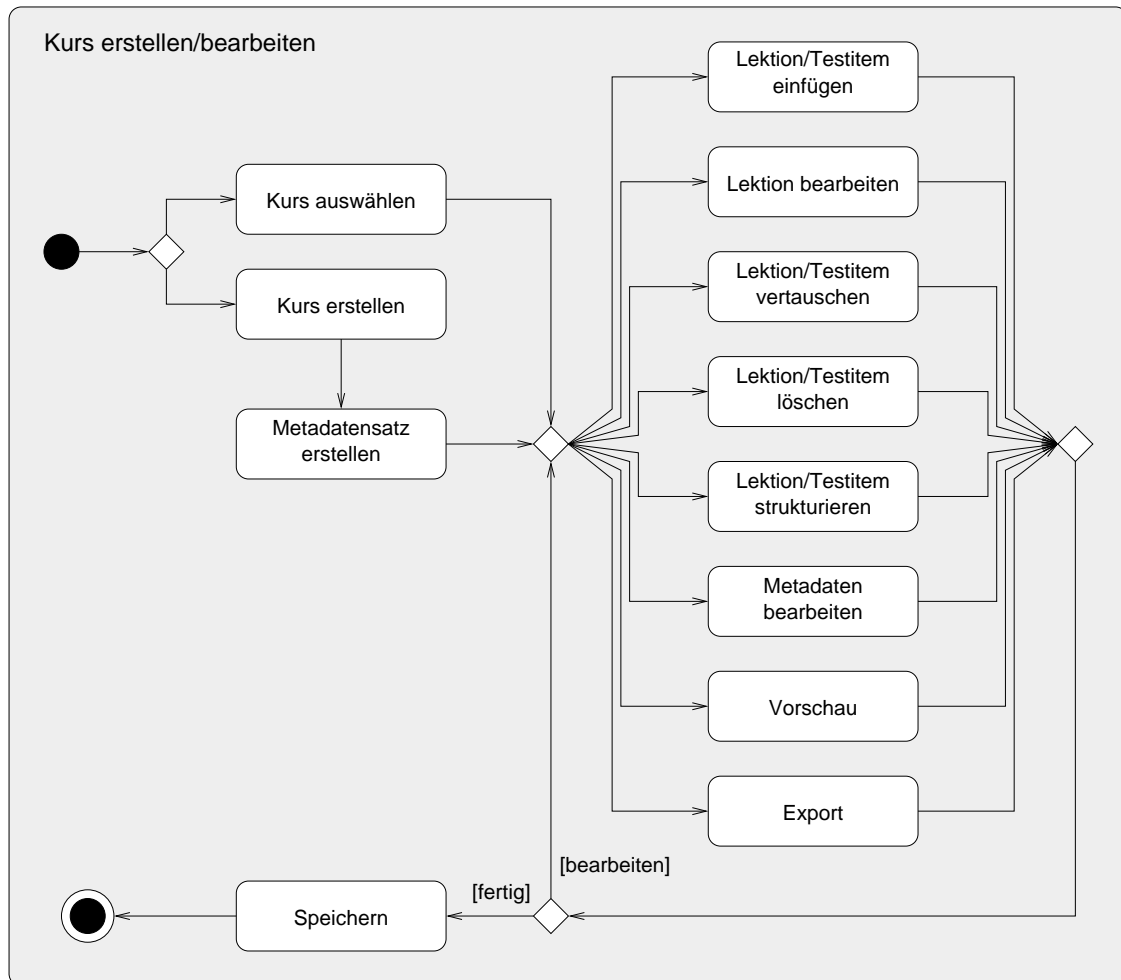 Kurs erstellen/bearbeiten
Lektion/Testitem
einfügen
Kurs auswählen
Lektion bearbeiten
Kurs erstellen
Lektion/Testitem
vertauschen
Lektion/Testitem
löschen
Metadatensatz
erstellen
Lektion/Testitem
strukturieren
Metadaten
bearbeiten
Vorschau
Export
[bearbeiten]
[fertig]
Speichern